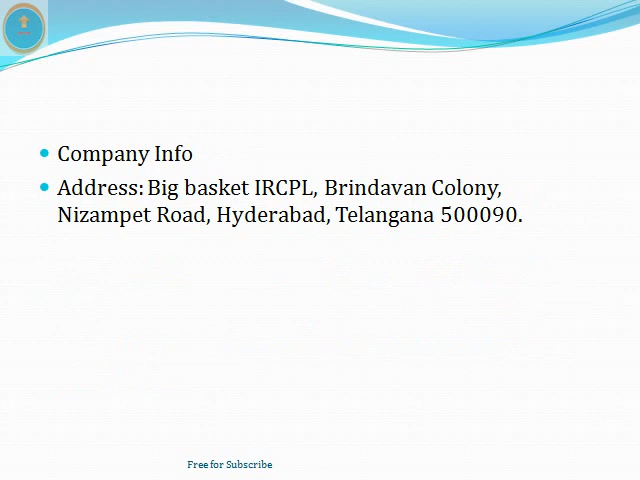 Company Info
Address: Big basket IRCPL, Brindavan Colony,
Nizampet Road, Hyderabad, Telangana 500090.
Free for Subscribe